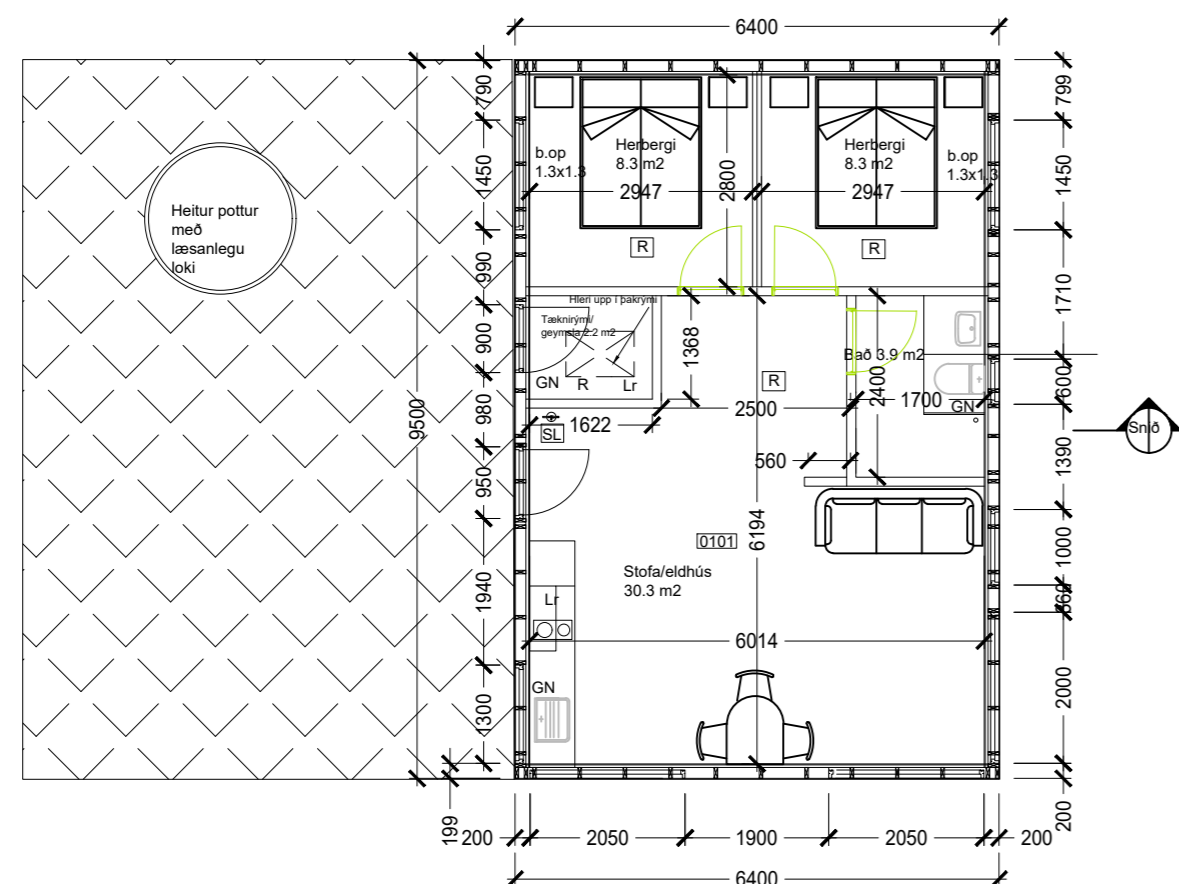 6400
790
1450
990
900
980
950
1940
1300
199
9500
Heitur pottur
með
læsanlegu
loki
Herbergi
8.3 m2
b.op
1.3x1.3
2947
2800
R
Herbergi
8.3 m2
b.op
1.3x1.3
2947
R
Hleri upp í þakrými
Tæknirými/
geymsla 2.2 m2
GN
R
Lr
1368
R
Bað 3.9 m2
2400
1700
GN
2500
1622
SL
560
0101
6194
Stofa/eldhús
30.3 m2
Lr
6014
GN
799
1450
1710
600
1390
1000
2000
200
Snið
200
2050
1900
2050
200
6400